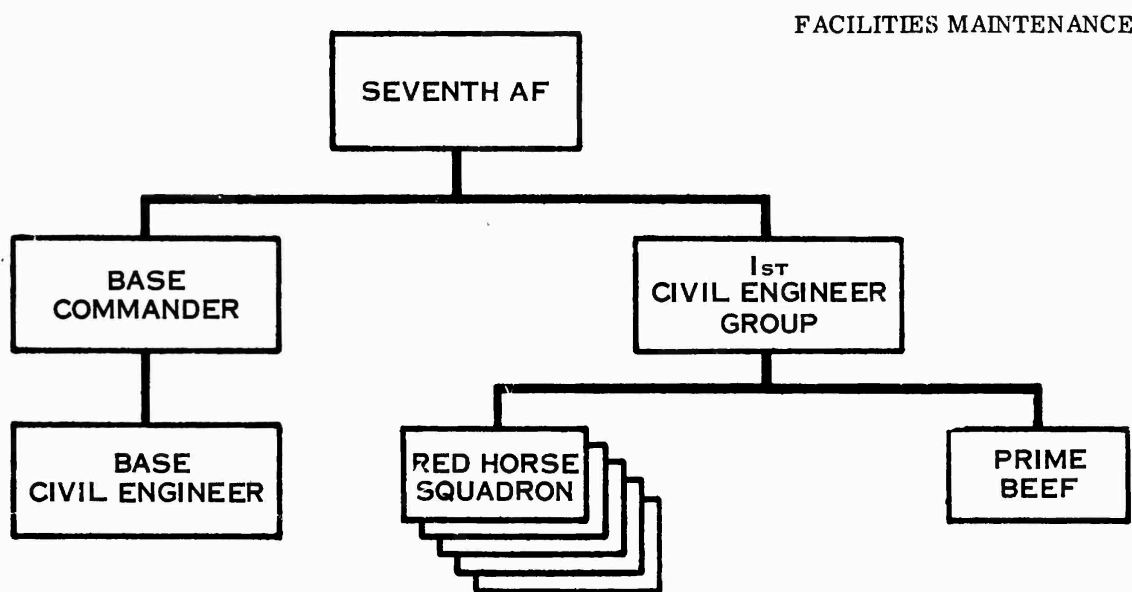 FACILITIES MAINTENANCE
SEVENTH AF
BASE
COMMANDER
1ST
CIVIL ENGINEER
GROUP
BASE
CIVIL ENGINEER
RED HORSE
SQUADRON
PRIME
BEEF